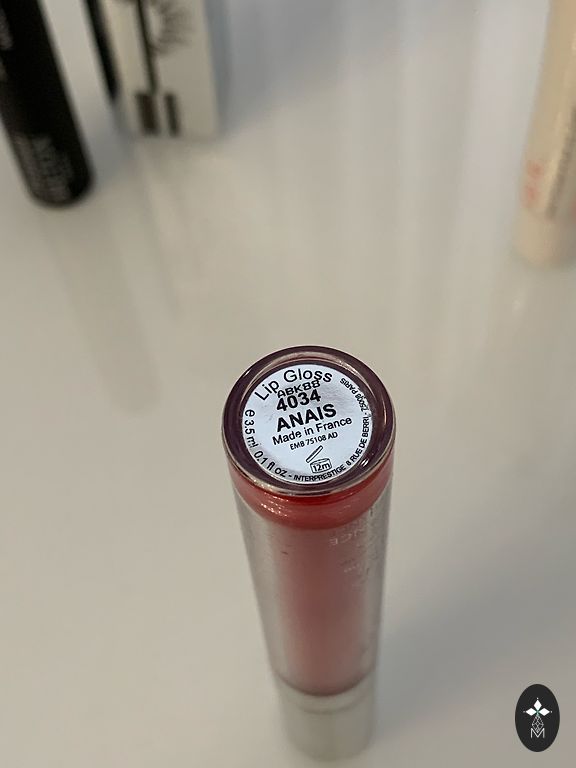 Lip Gloss
ABKBB
4034
ANAIS
Made in France
EMB 75108 AD
12m
e 3.5 ml 0.1 fl oz - INTERPRESTIGE 8 RUE DE BERRI, 75008 PARIS
M